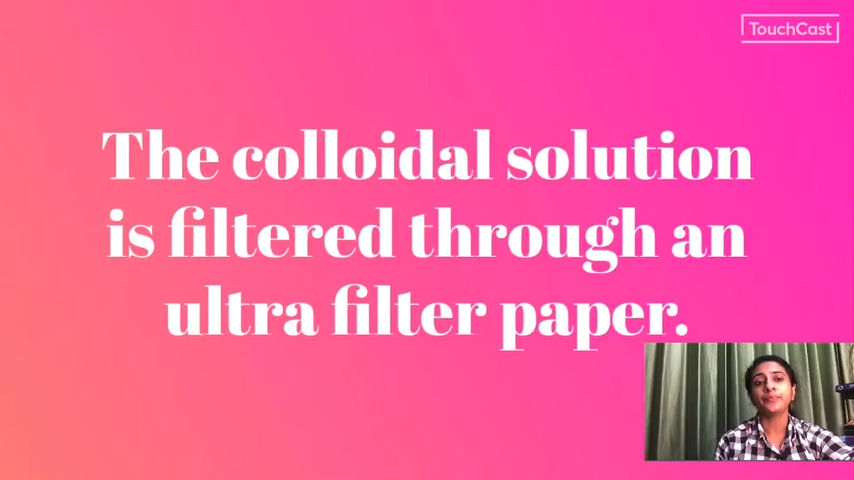 TouchCast
The colloidal solution
is filtered through an
ultra filter paper.